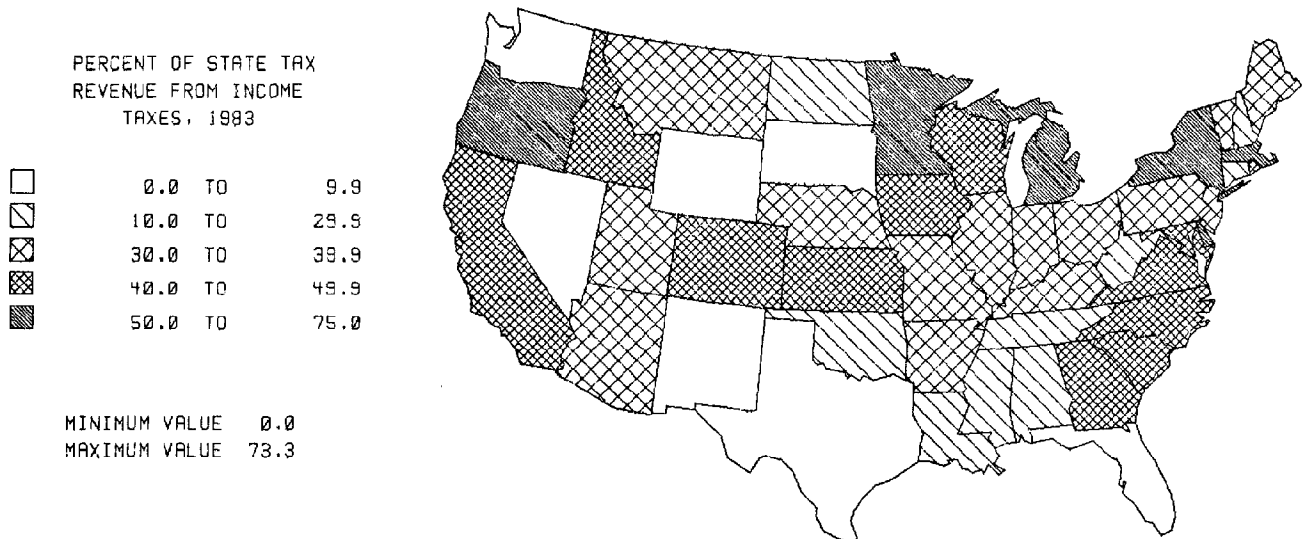 PERCENT OF STATE TAX
REVENUE FROM INCOME
TAXES, 1983
0.0 TO 9.9
10.0 TO 29.9
30.0 TO 39.9
40.0 TO 49.9
50.0 TO 75.0
MINIMUM VALUE 0.0
MAXIMUM VALUE 73.3